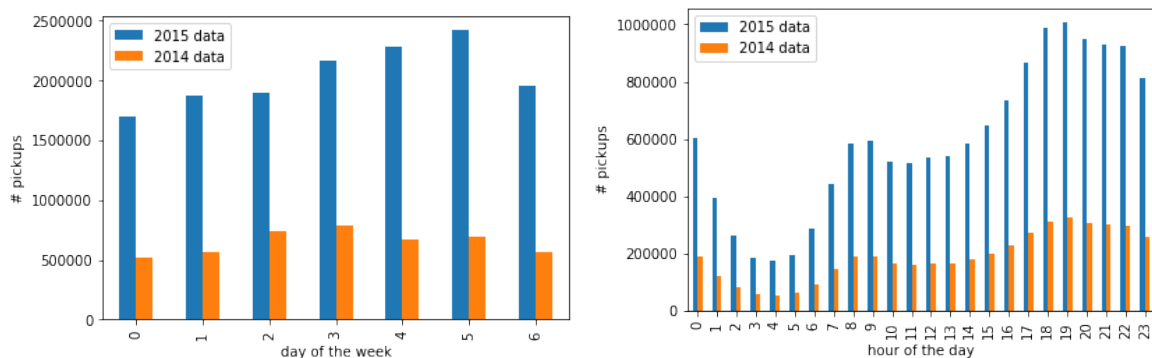 2500000
2000000
1500000
1000000
500000
0
# pickups
2015 data
2014 data
0 1 2 3 4 5 6
day of the week
1000000
800000
600000
400000
200000
0
# pickups
2015 data
2014 data
0 1 2 3 4 5 6 7 8 9 10 11 12 13 14 15 16 17 18 19 20 21 22 23
hour of the day